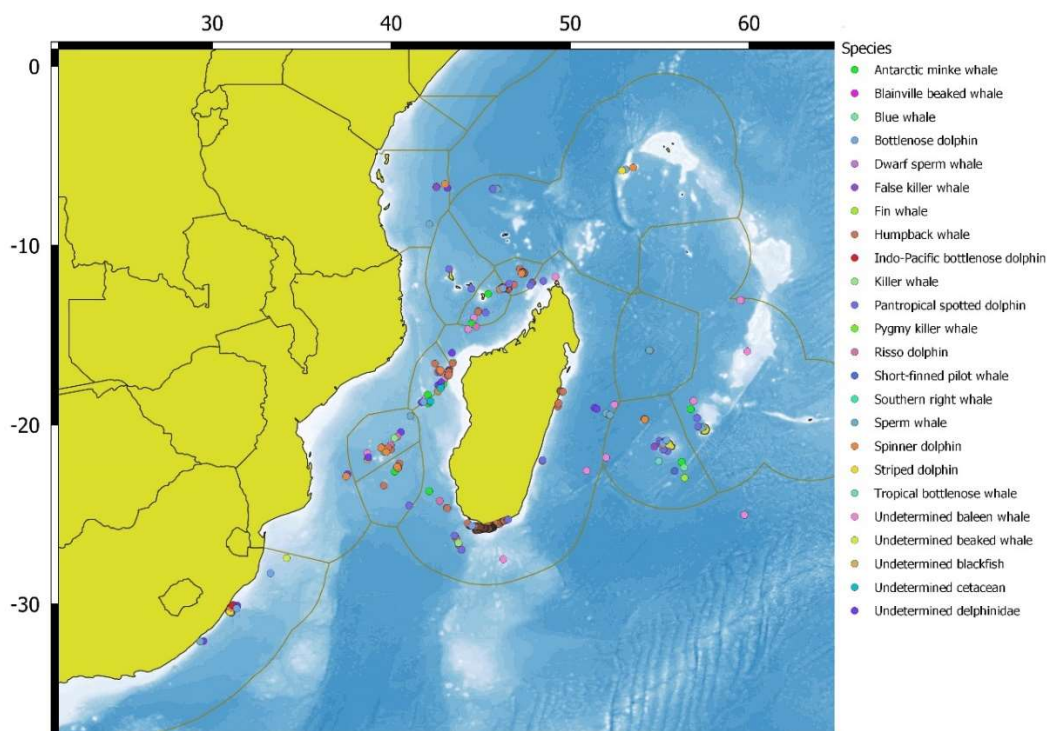 30 40 50 60
0
-10
-20
-30
Species
Antarctic minke whale
Blainville beaked whale
Blue whale
Bottlenose dolphin
Dwarf sperm whale
False killer whale
Fin whale
Humpback whale
Indo-Pacific bottlenose dolphin
Killer whale
Pantropical spotted dolphin
Pygmy killer whale
Risso dolphin
Short-finned pilot whale
Southern right whale
Sperm whale
Spinner dolphin
Striped dolphin
Tropical bottlenose whale
Undetermined baleen whale
Undetermined beaked whale
Undetermined blackfish
Undetermined cetacean
Undetermined delphinidae